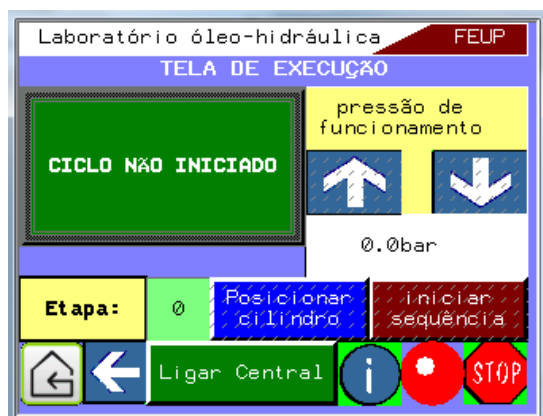 Laboratório óleo-hidráulica FEUP
TELA DE EXECUÇÃO
pressão de
funcionamento
CICLO NÃO INICIADO
0.0bar
Etapa: 0
Posicionar
cilindro
iniciar
sequência
Ligar Central
i
STOP